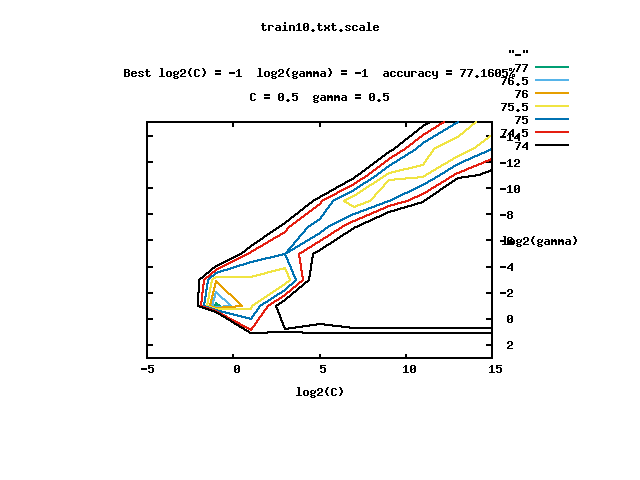 train10.txt.scale
"-"
Best log2(C) = -1  log2(gamma) = -1  accuracy = 77.1605%
77
76.5
C = 0.5  gamma = 0.5
76
75.5
75
74.5
74
-14
-12
-10
-8
-6
log2(gamma)
-4
-2
0
2
-5 0 5 10 15
log2(C)